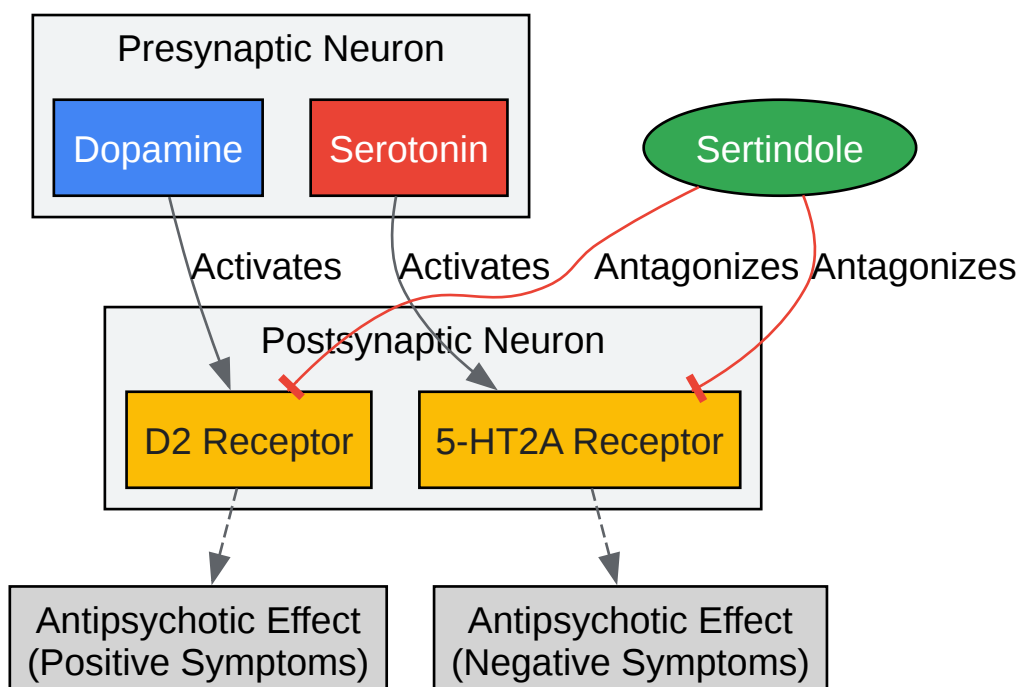 Presynaptic Neuron
Dopamine
Serotonin
Sertindole
Activates
Activates
Antagonizes
Antagonizes
Postsynaptic Neuron
D2 Receptor
5-HT2A Receptor
Antipsychotic Effect
(Positive Symptoms)
Antipsychotic Effect
(Negative Symptoms)